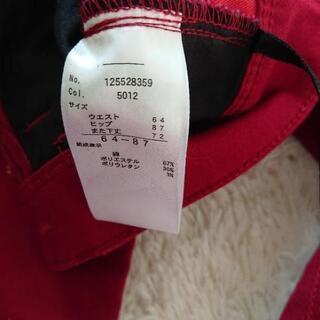 No. 125528359
Col. 5012
サイズ
ウエスト 64
ヒップ 87
また下丈 72
64-87
組成表示
綿 67%
ポリエステル 30%
ポリウレタン 3%